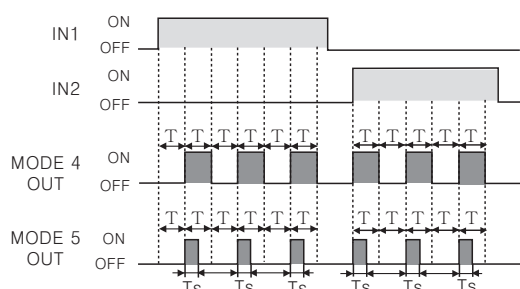 IN1 ON
OFF
IN2 ON
OFF
T T T T T T T T T T T
MODE 4 OUT ON
OFF
T T T T T T T T T T T
MODE 5 OUT ON
OFF
Ts Ts Ts Ts Ts Ts